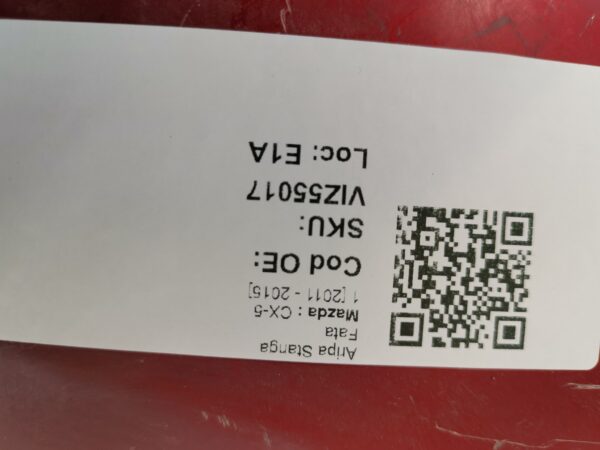 Aripa Stanga
Fata
Mazda : CX-5
1 [2011 - 2015]
Cod OE:
SKU:
VIZ55017
Loc: E1A